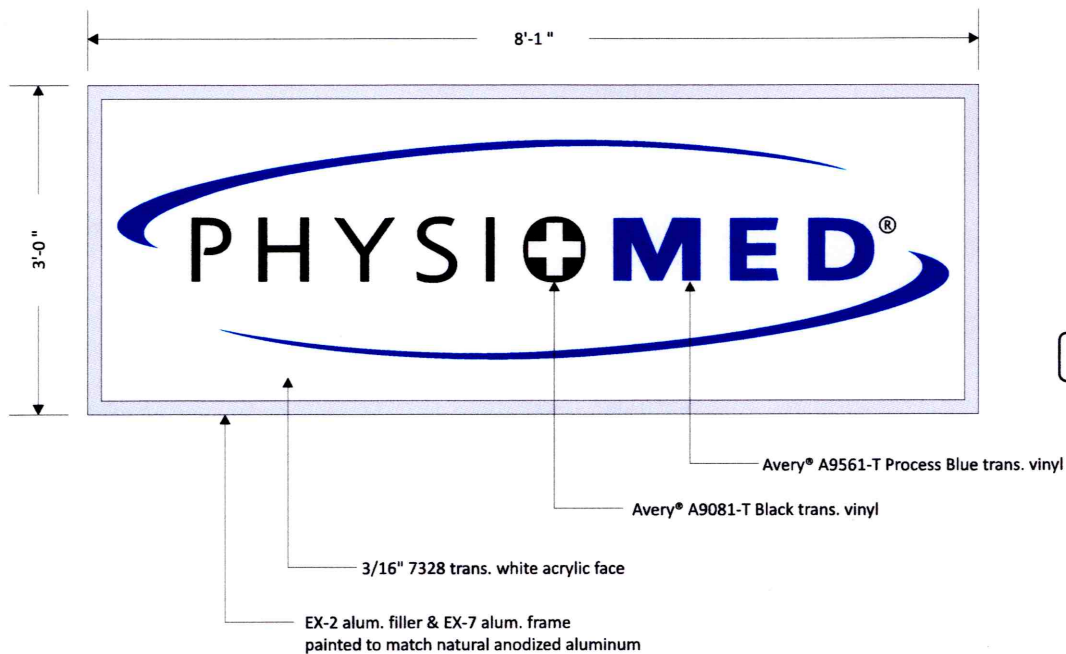 8'-1 "
3'-0 "
PHYSIOMED®
Avery® A9561-T Process Blue trans. vinyl
Avery® A9081-T Black trans. vinyl
3/16" 7328 trans. white acrylic face
EX-2 alum. filler & EX-7 alum. frame
painted to match natural anodized aluminum